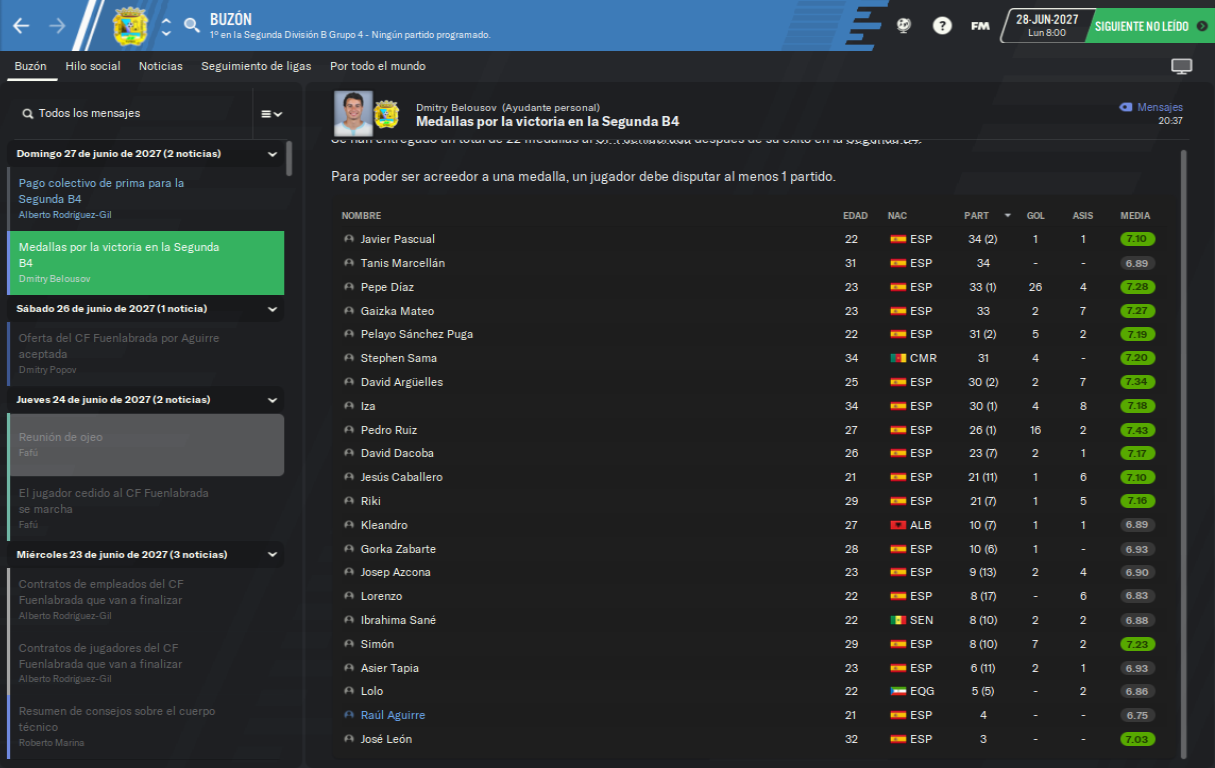 BUZÓN
1º en la Segunda División B Grupo 4 - Ningún partido programado.
FM
28-JUN-2027
Lun 8:00
SIGUIENTE NO LEÍDO
Buzón Hilo social Noticias Seguimiento de ligas Por todo el mundo
Todos los mensajes
Domingo 27 de junio de 2027 (2 noticias)
Pago colectivo de prima para la
Segunda B4
Alberto Rodríguez-Gil
Medallas por la victoria en la Segunda
B4
Dmitry Belousov
Sábado 26 de junio de 2027 (1 noticia)
Oferta del CF Fuenlabrada por Aguirre
aceptada
Dmitry Popov
Jueves 24 de junio de 2027 (2 noticias)
Reunión de ojeo
Fafú
El jugador cedido al CF Fuenlabrada
se marcha
Fafú
Miércoles 23 de junio de 2027 (3 noticias)
Contratos de empleados del CF
Fuenlabrada que van a finalizar
Alberto Rodríguez-Gil
Contratos de jugadores del CF
Fuenlabrada que van a finalizar
Alberto Rodríguez-Gil
Resumen de consejos sobre el cuerpo
técnico
Roberto Marina
Dmitry Belousov (Ayudante personal)
Medallas por la victoria en la Segunda B4
Mensajes
20:37
Se han entregado un total de 22 medallas al CF Fuenlabrada después de su éxito en la Segunda B4.
Para poder ser acreedor a una medalla, un jugador debe disputar al menos 1 partido.
NOMBRE EDAD NAC PART GOL ASIS MEDIA
Javier Pascual 22 ESP 34 (2) 1 1 7.10
Tanis Marcellán 31 ESP 34 - - 6.89
Pepe Díaz 23 ESP 33 (1) 26 4 7.28
Gaizka Mateo 23 ESP 33 2 7 7.27
Pelayo Sánchez Puga 22 ESP 31 (2) 5 2 7.19
Stephen Sama 34 CMR 31 4 - 7.20
David Argüelles 25 ESP 30 (2) 2 7 7.34
Iza 34 ESP 30 (1) 4 8 7.18
Pedro Ruiz 27 ESP 26 (1) 16 2 7.43
David Dacoba 26 ESP 23 (7) 2 1 7.17
Jesús Caballero 21 ESP 21 (11) 1 6 7.10
Riki 29 ESP 21 (7) 1 5 7.16
Kleandro 27 ALB 10 (7) 1 1 6.89
Gorka Zabarte 28 ESP 10 (6) 1 - 6.93
Josep Azcona 23 ESP 9 (13) 2 4 6.90
Lorenzo 22 ESP 8 (17) - 6 6.83
Ibrahima Sané 22 SEN 8 (10) 2 2 6.88
Simón 29 ESP 8 (10) 7 2 7.23
Asier Tapia 23 ESP 6 (11) 2 1 6.93
Lolo 22 EQG 5 (5) - 2 6.86
Raúl Aguirre 21 ESP 4 - - 6.75
José León 32 ESP 3 - - 7.03